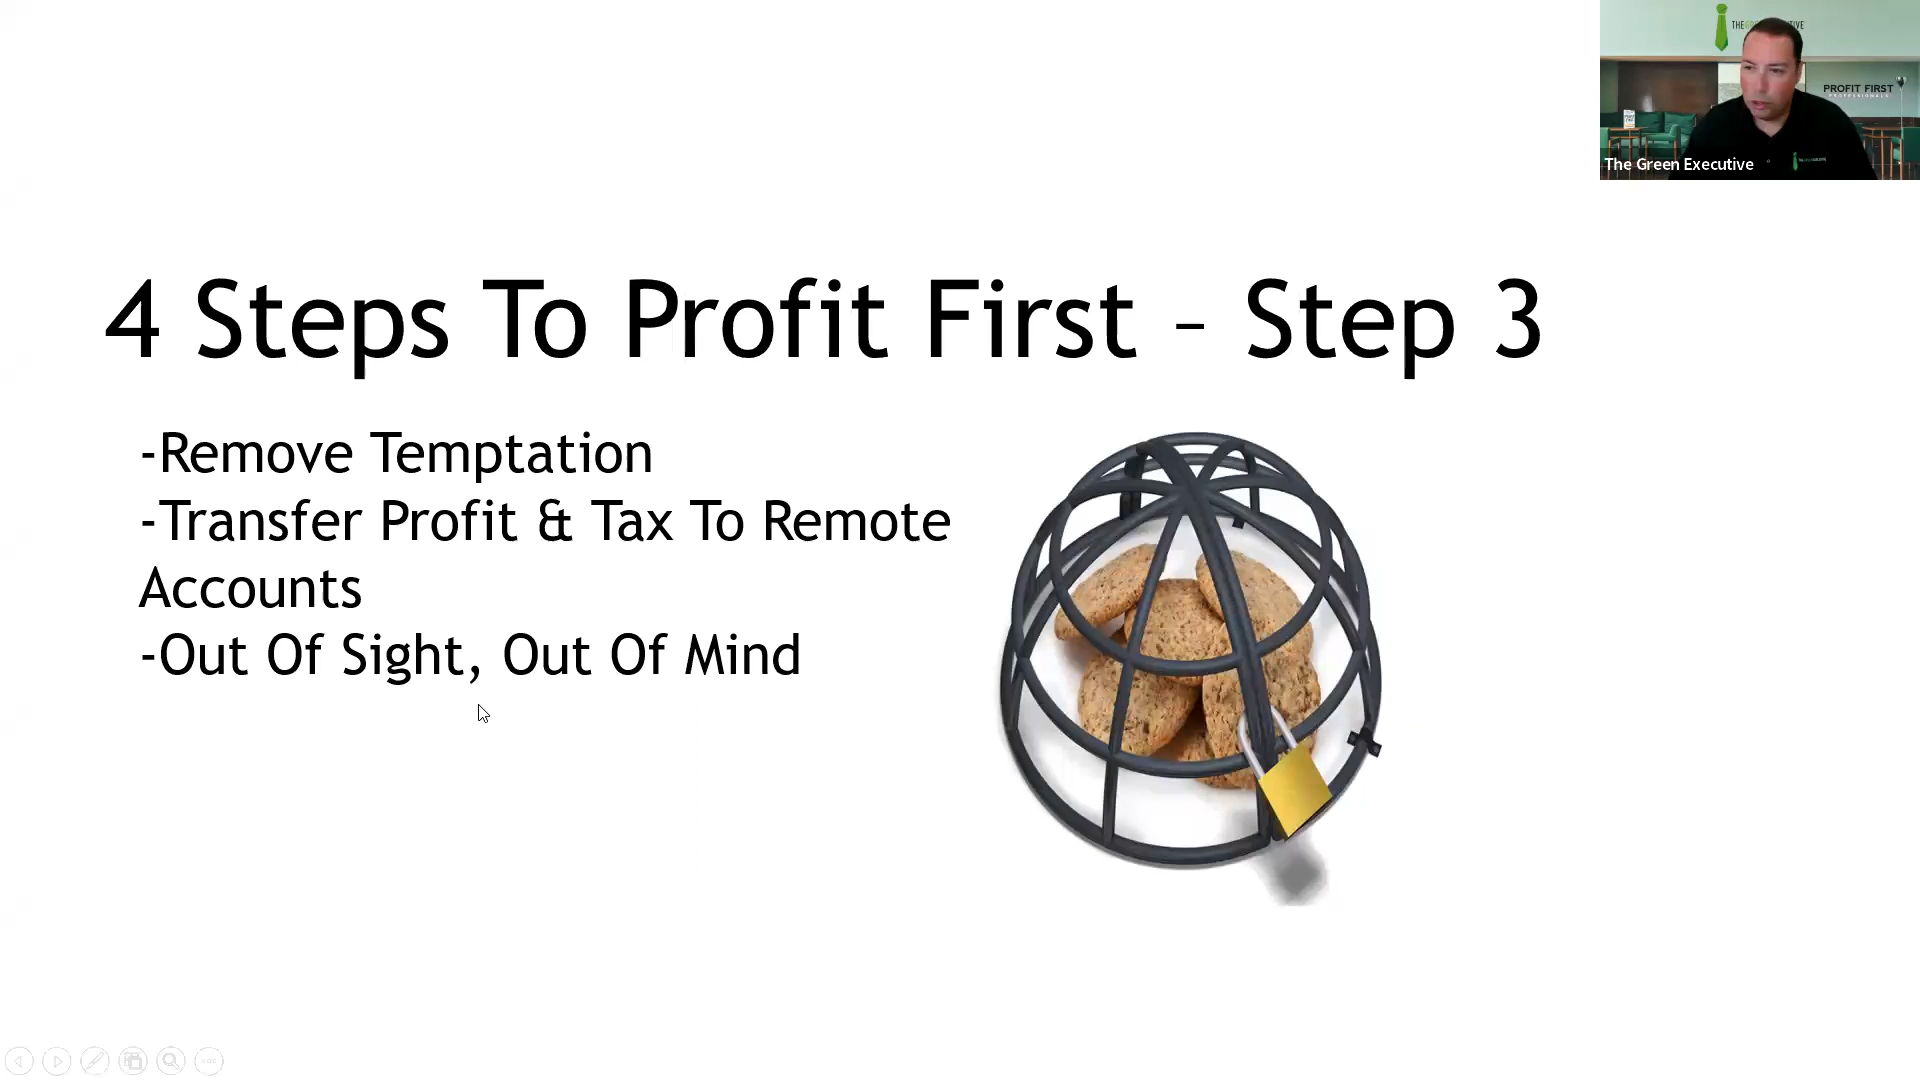 THE
PROFIT FIRST
The Green Executive
4 Steps To Profit First – Step 3
-Remove Temptation
-Transfer Profit & Tax To Remote
Accounts
-Out Of Sight, Out Of Mind